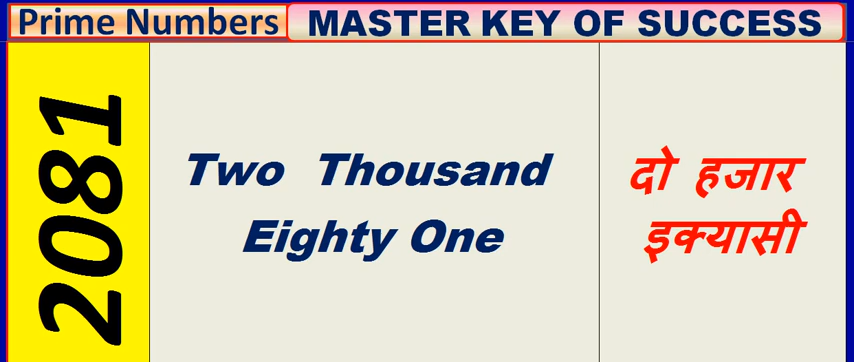 Prime Numbers
MASTER KEY OF SUCCESS
2081
Two Thousand
Eighty One
दो हजार
इक्यासी